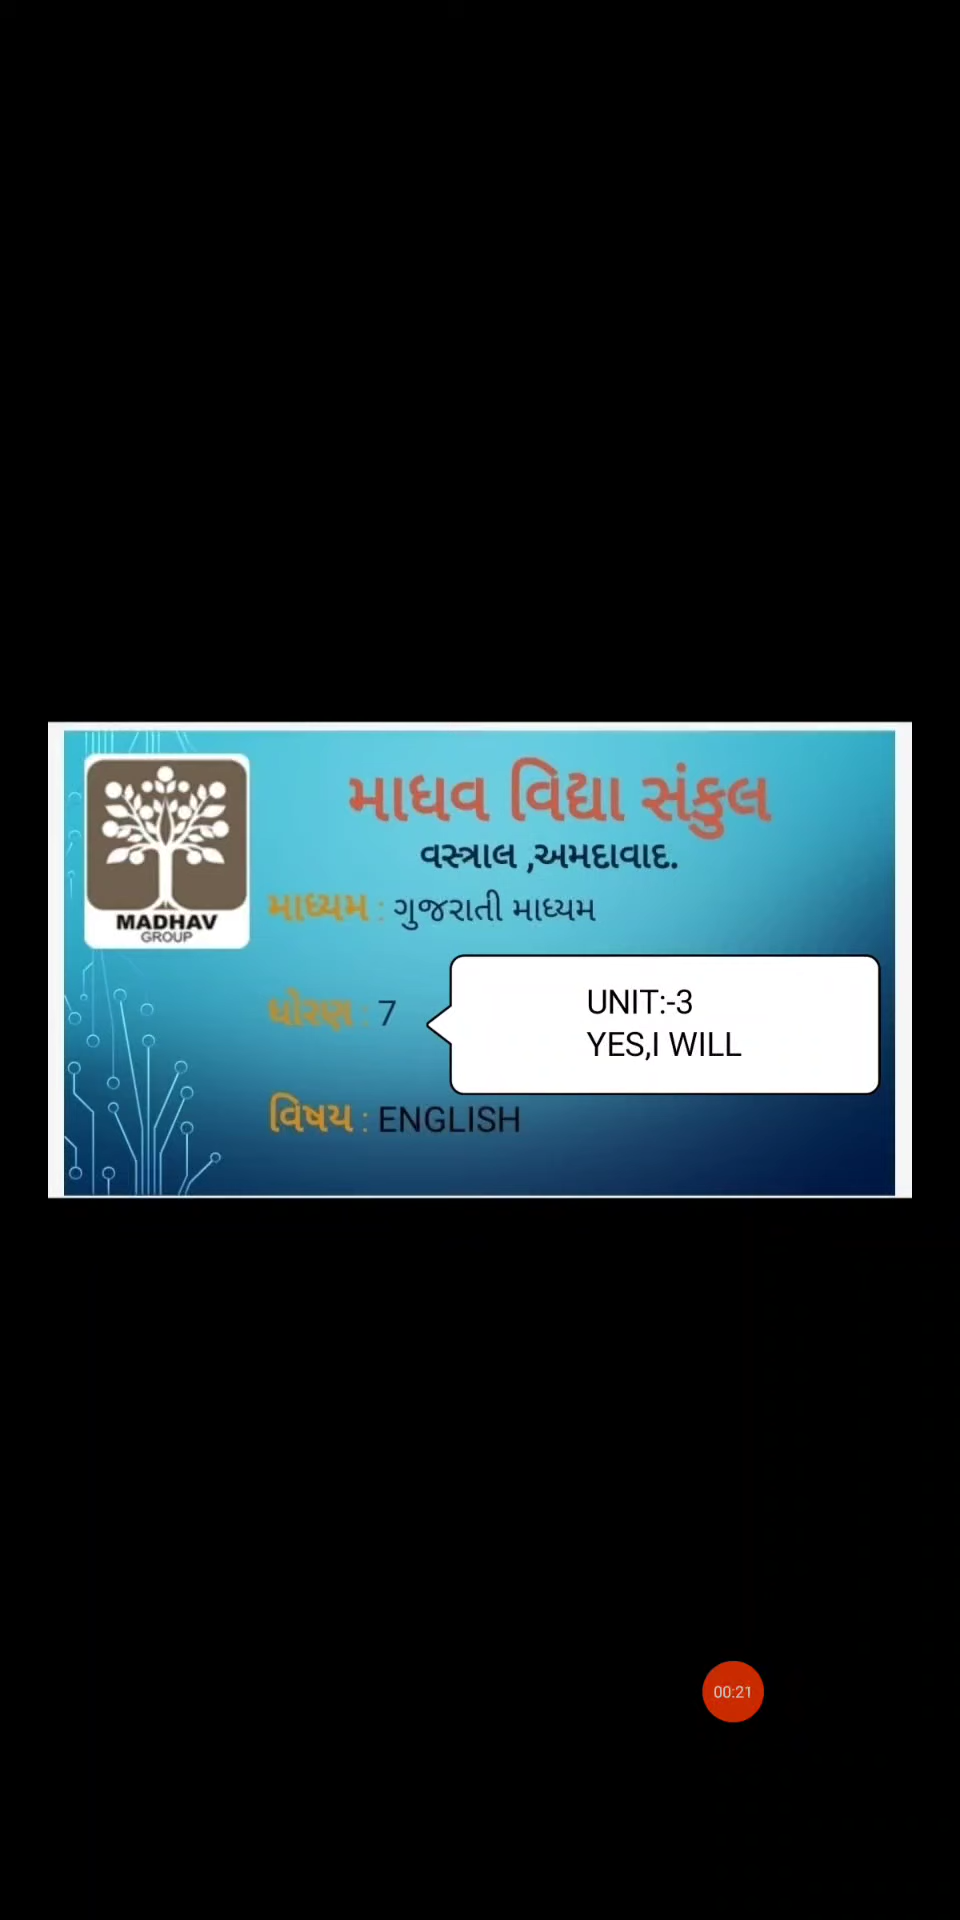 માધવ વિદ્યા સંકુલ
વસ્ત્રાલ ,અમદાવાદ.
માધ્યમ : ગુજરાતી માધ્યમ
MADHAV
GROUP
ધોરણ : 7
UNIT:-3
YES,I WILL
વિષય : ENGLISH
00:21